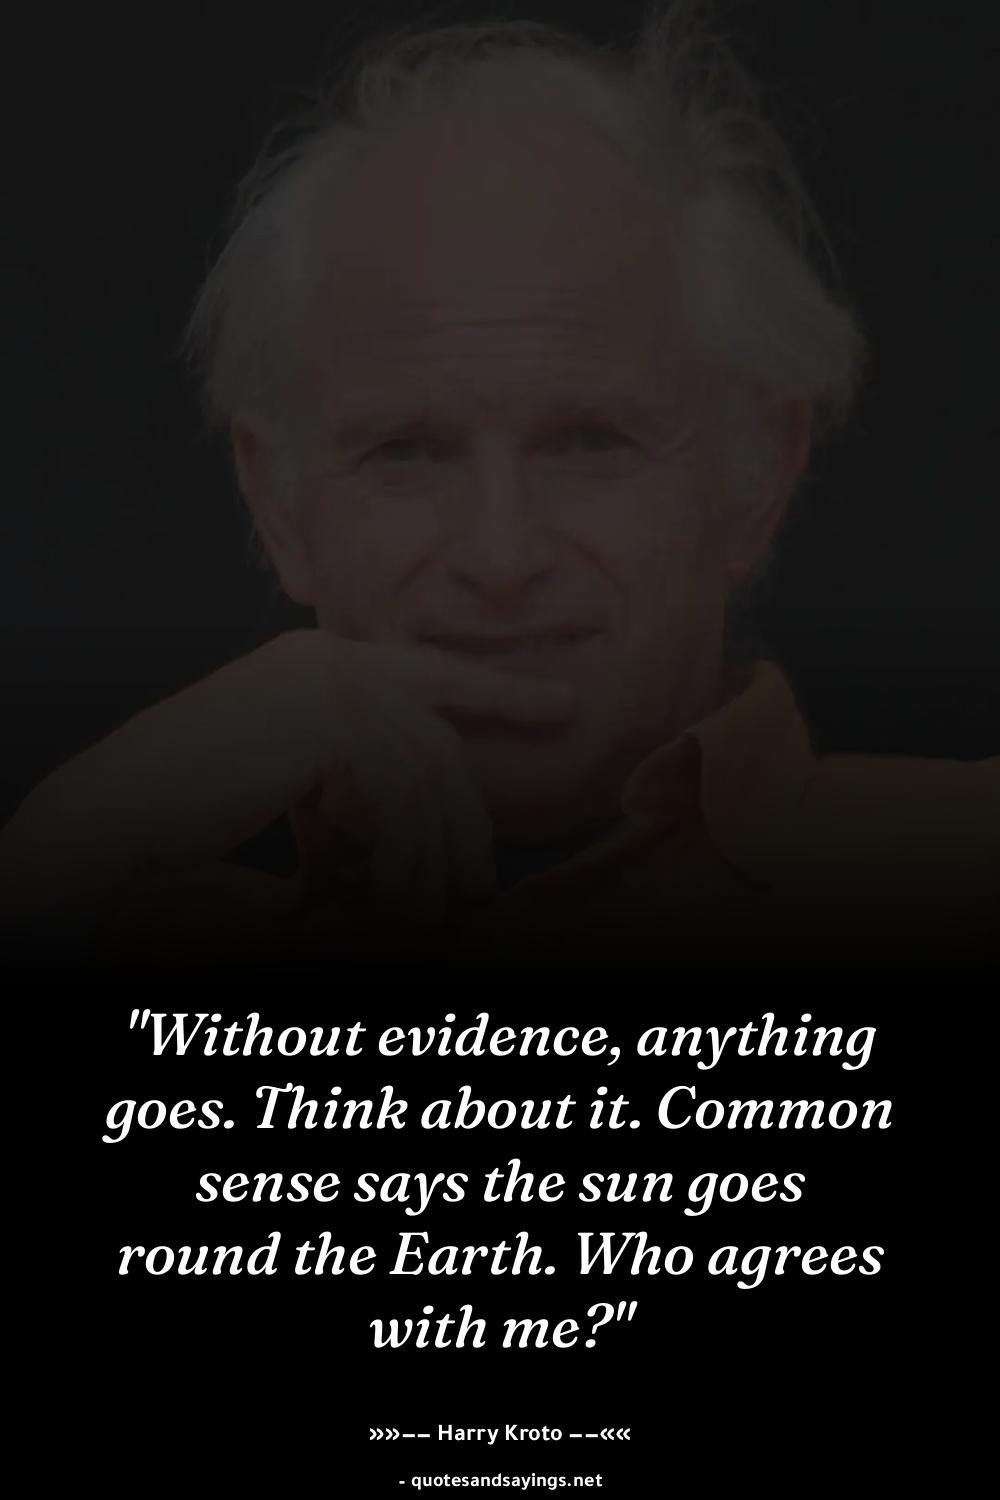 "Without evidence, anything
goes. Think about it. Common
sense says the sun goes
round the Earth. Who agrees
with me?"
»»–– Harry Kroto ––««
- quotesandsayings.net